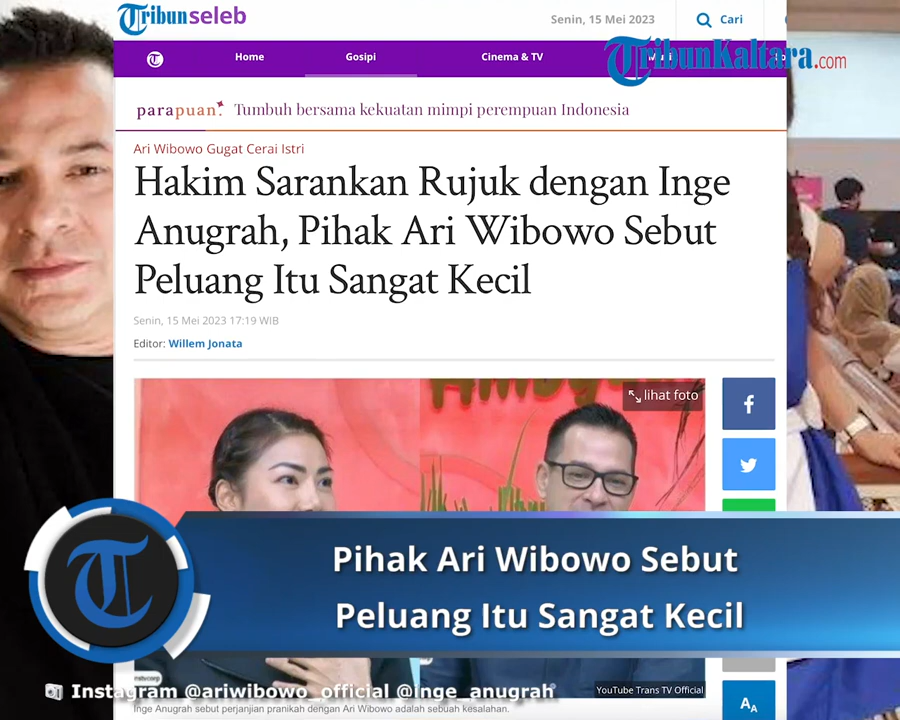 Tribunseleb
Senin, 15 Mei 2023
Cari
TribunKaltara.com
Home
Gosipi
Cinema & TV
parapuan. Tumbuh bersama kekuatan mimpi perempuan Indonesia
Ari Wibowo Gugat Cerai Istri
Hakim Sarankan Rujuk dengan Inge
Anugrah, Pihak Ari Wibowo Sebut
Peluang Itu Sangat Kecil
Senin, 15 Mei 2023 17:19 WIB
Editor: Willem Jonata
lihat foto
Pihak Ari Wibowo Sebut
Peluang Itu Sangat Kecil
Instagram @ariwibowo_official @inge_anugrah
YouTube Trans TV Official
Inge Anugrah sebut perjanjian pranikah dengan Ari Wibowo adalah sebuah kesalahan.
AA